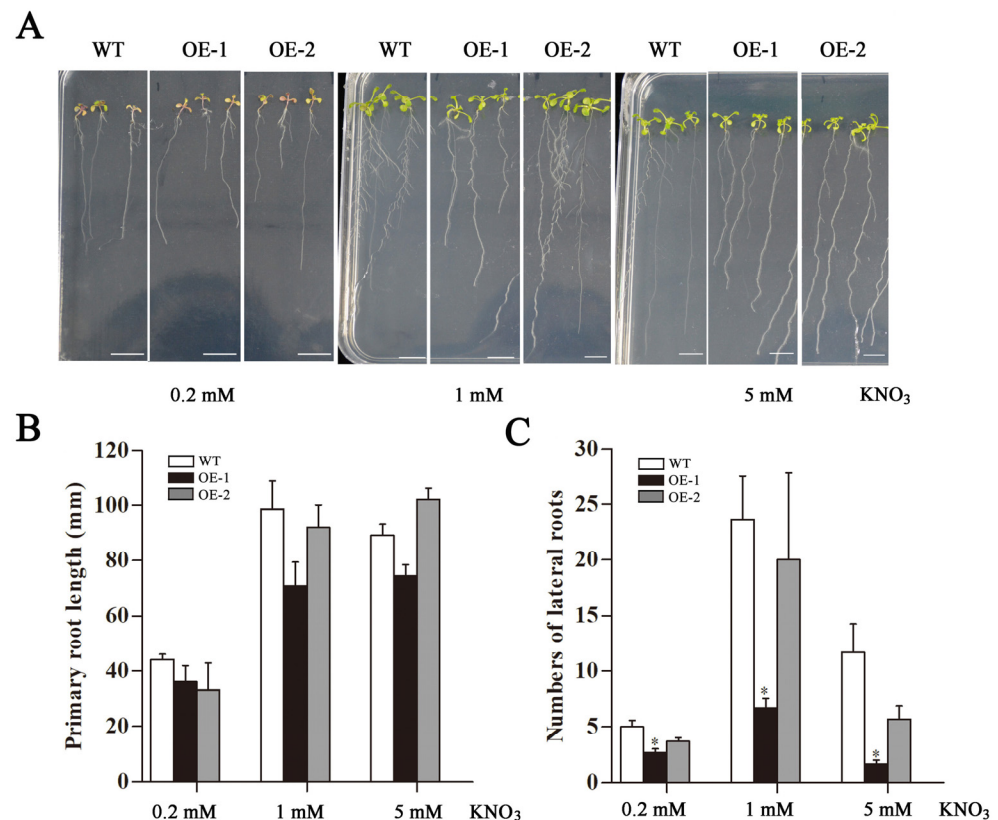 A
WT OE-1 OE-2 WT OE-1 OE-2 WT OE-1 OE-2
0.2 mM 1 mM 5 mM KNO₃
B
Primary root length (mm)
120
100
80
60
40
20
0
WT
OE-1
OE-2
0.2 mM 1 mM 5 mM KNO₃
C
Numbers of lateral roots
30
25
20
15
10
5
0
WT
OE-1
OE-2
*
*
*
0.2 mM 1 mM 5 mM KNO₃